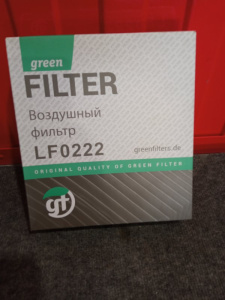 green
FILTER
Воздушный
фильтр
LF0222
greenfilters.de
ORIGINAL QUALITY OF GREEN FILTER
gf